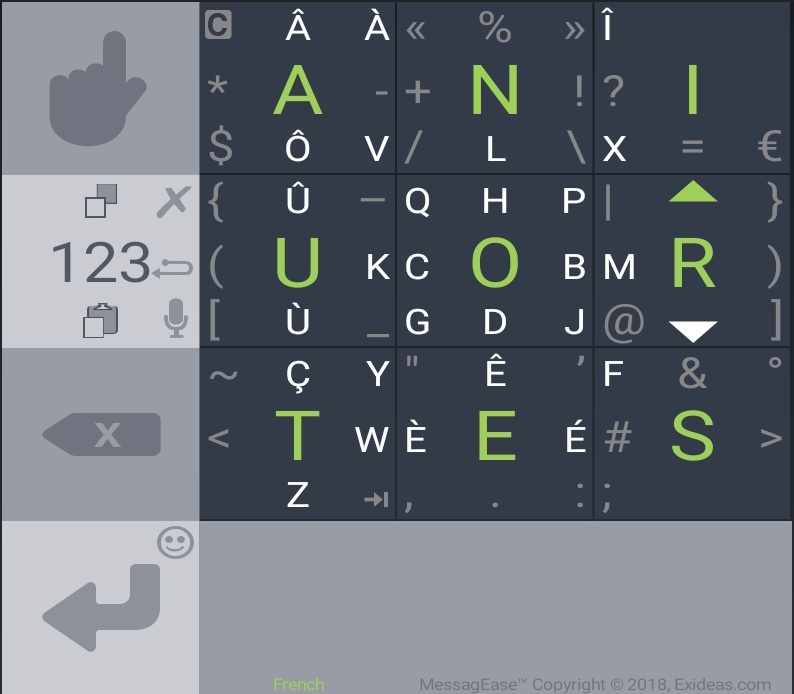 C Â À « % » Î
* A - + N ! ? I
$ Ô V / L \ X = €
{ Û – Q H P | }
123 ( U K C O B M R )
[ Ù _ G D J @ ]
~ Ç Y " Ê ’ F & °
X < T W È E É # S >
Z , . : ;
French MessagEase™ Copyright © 2018, Exideas.com